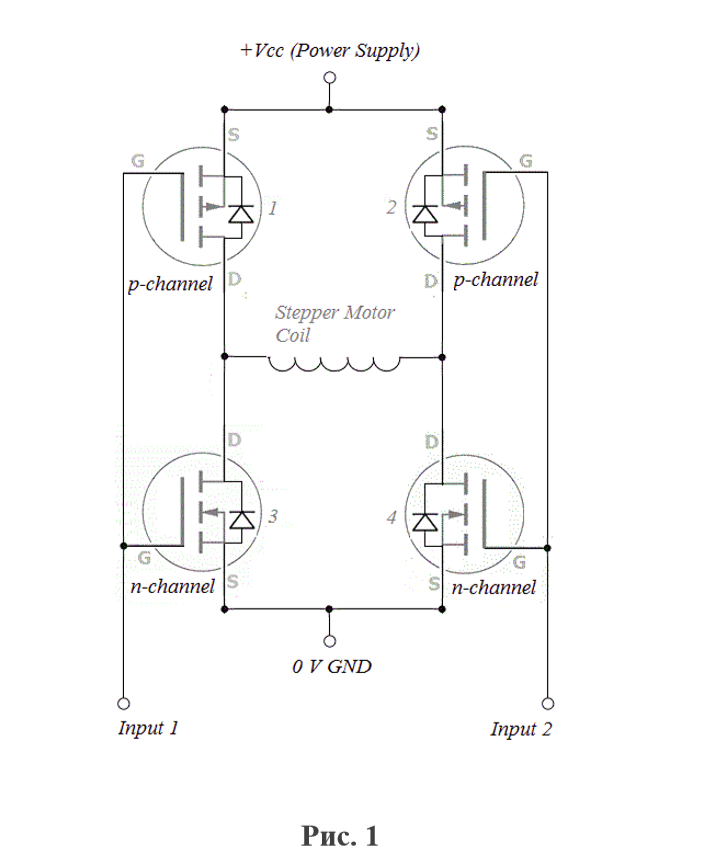 +Vcc (Power Supply)
S
S
G
G
1
2
p-channel
D
D
p-channel
Stepper Motor
Coil
D
D
3
4
G
G
n-channel
S
S
n-channel
0 V GND
Input 1
Input 2
Рис. 1